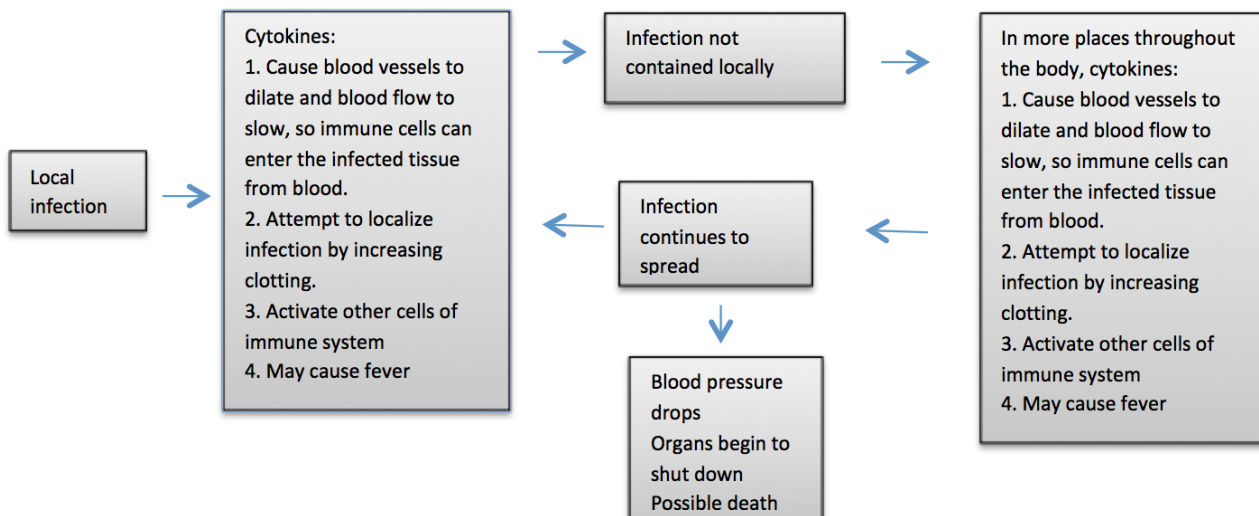 Local
infection
Cytokines:
1. Cause blood vessels to
dilate and blood flow to
slow, so immune cells can
enter the infected tissue
from blood.
2. Attempt to localize
infection by increasing
clotting.
3. Activate other cells of
immune system
4. May cause fever
Infection not
contained locally
In more places throughout
the body, cytokines:
1. Cause blood vessels to
dilate and blood flow to
slow, so immune cells can
enter the infected tissue
from blood.
2. Attempt to localize
infection by increasing
clotting.
3. Activate other cells of
immune system
4. May cause fever
Infection
continues to
spread
Blood pressure
drops
Organs begin to
shut down
Possible death